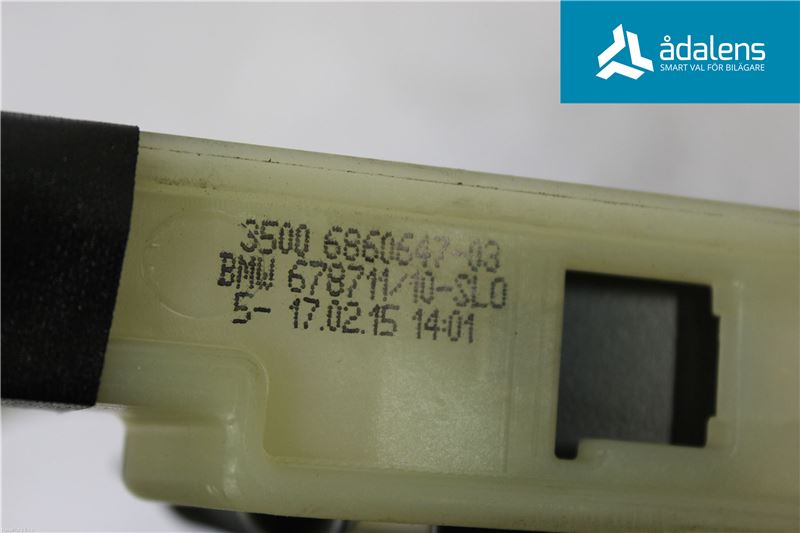 ådalens
SMART VAL FÖR BILÄGARE
3500 6860647-03
BMW 678711/10-SLO
5- 17.02.15 14:01